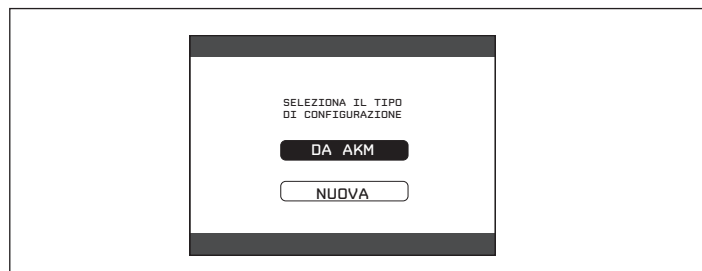 SELEZIONA IL TIPO
DI CONFIGURAZIONE
DA AKM
NUOVA